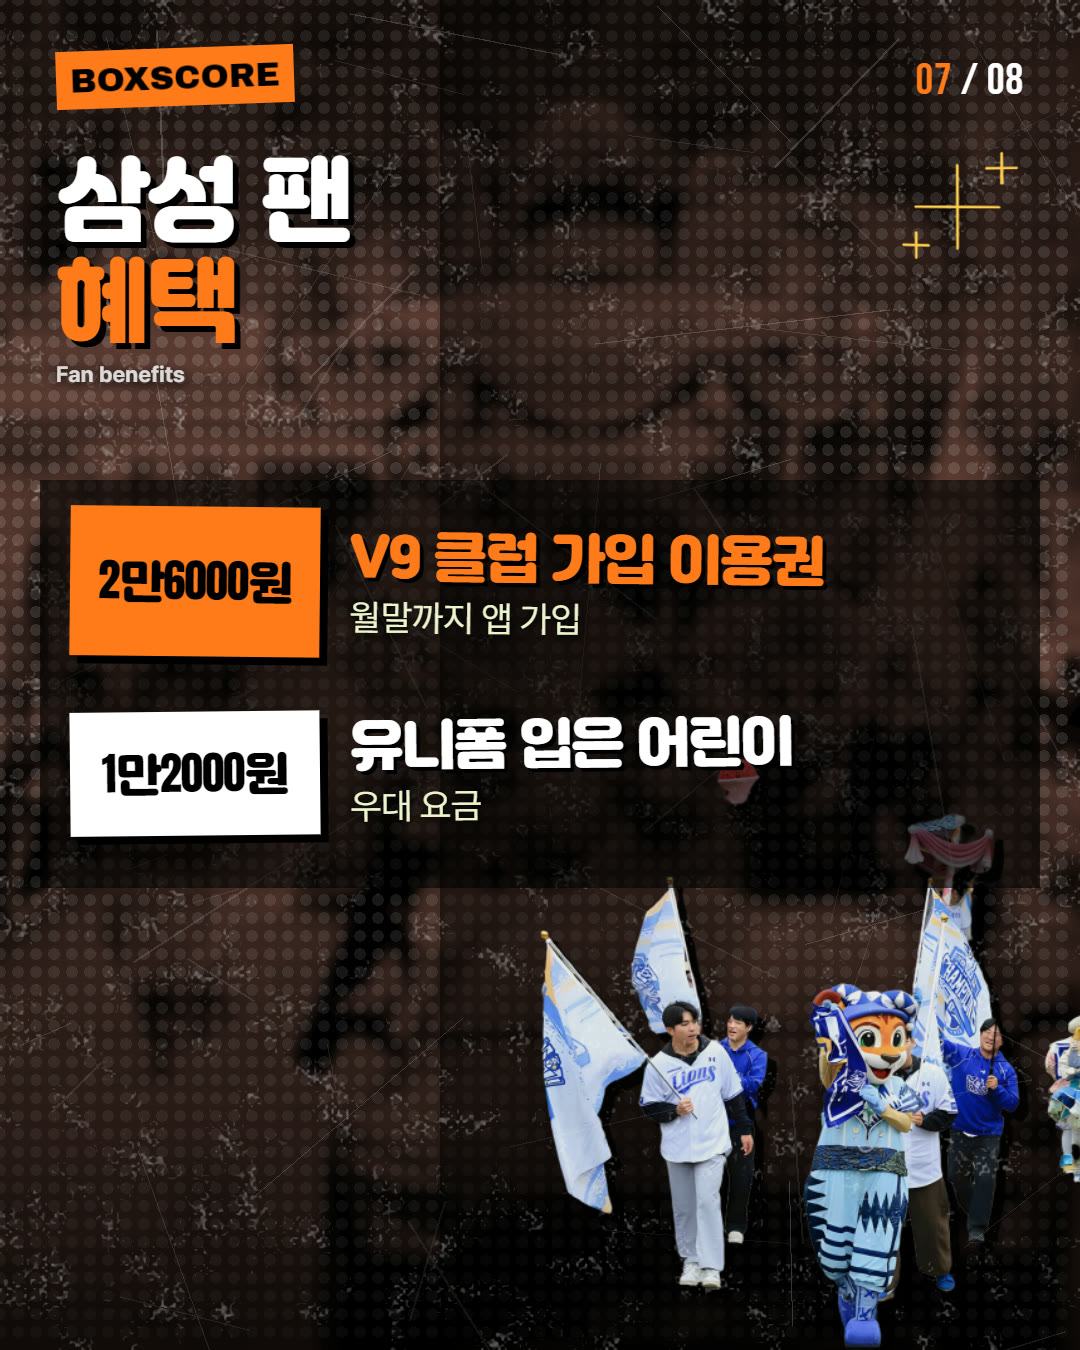 BOXSCORE
07 / 08
삼성 팬
혜택
Fan benefits
2만6000원
V9 클럽 가입 이용권
월말까지 앱 가입
1만2000원
유니폼 입은 어린이
우대 요금
Lions